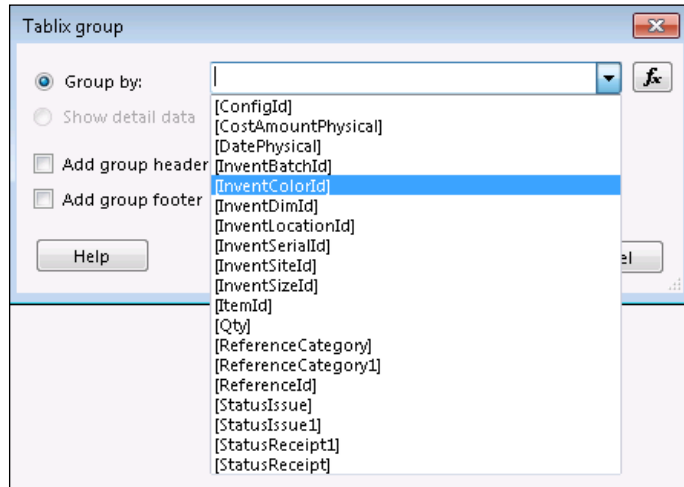 Tablix group
Group by:
fx
Show detail data
[ConfigId]
[CostAmountPhysical]
[DatePhysical]
Add group header
[InventBatchId]
[InventColorId]
Add group footer
[InventDimId]
[InventLocationId]
[InventSerialId]
Help
[InventSiteId]
el
[InventSizeId]
[ItemId]
[Qty]
[ReferenceCategory]
[ReferenceCategory1]
[ReferenceId]
[StatusIssue]
[StatusIssue1]
[StatusReceipt1]
[StatusReceipt]